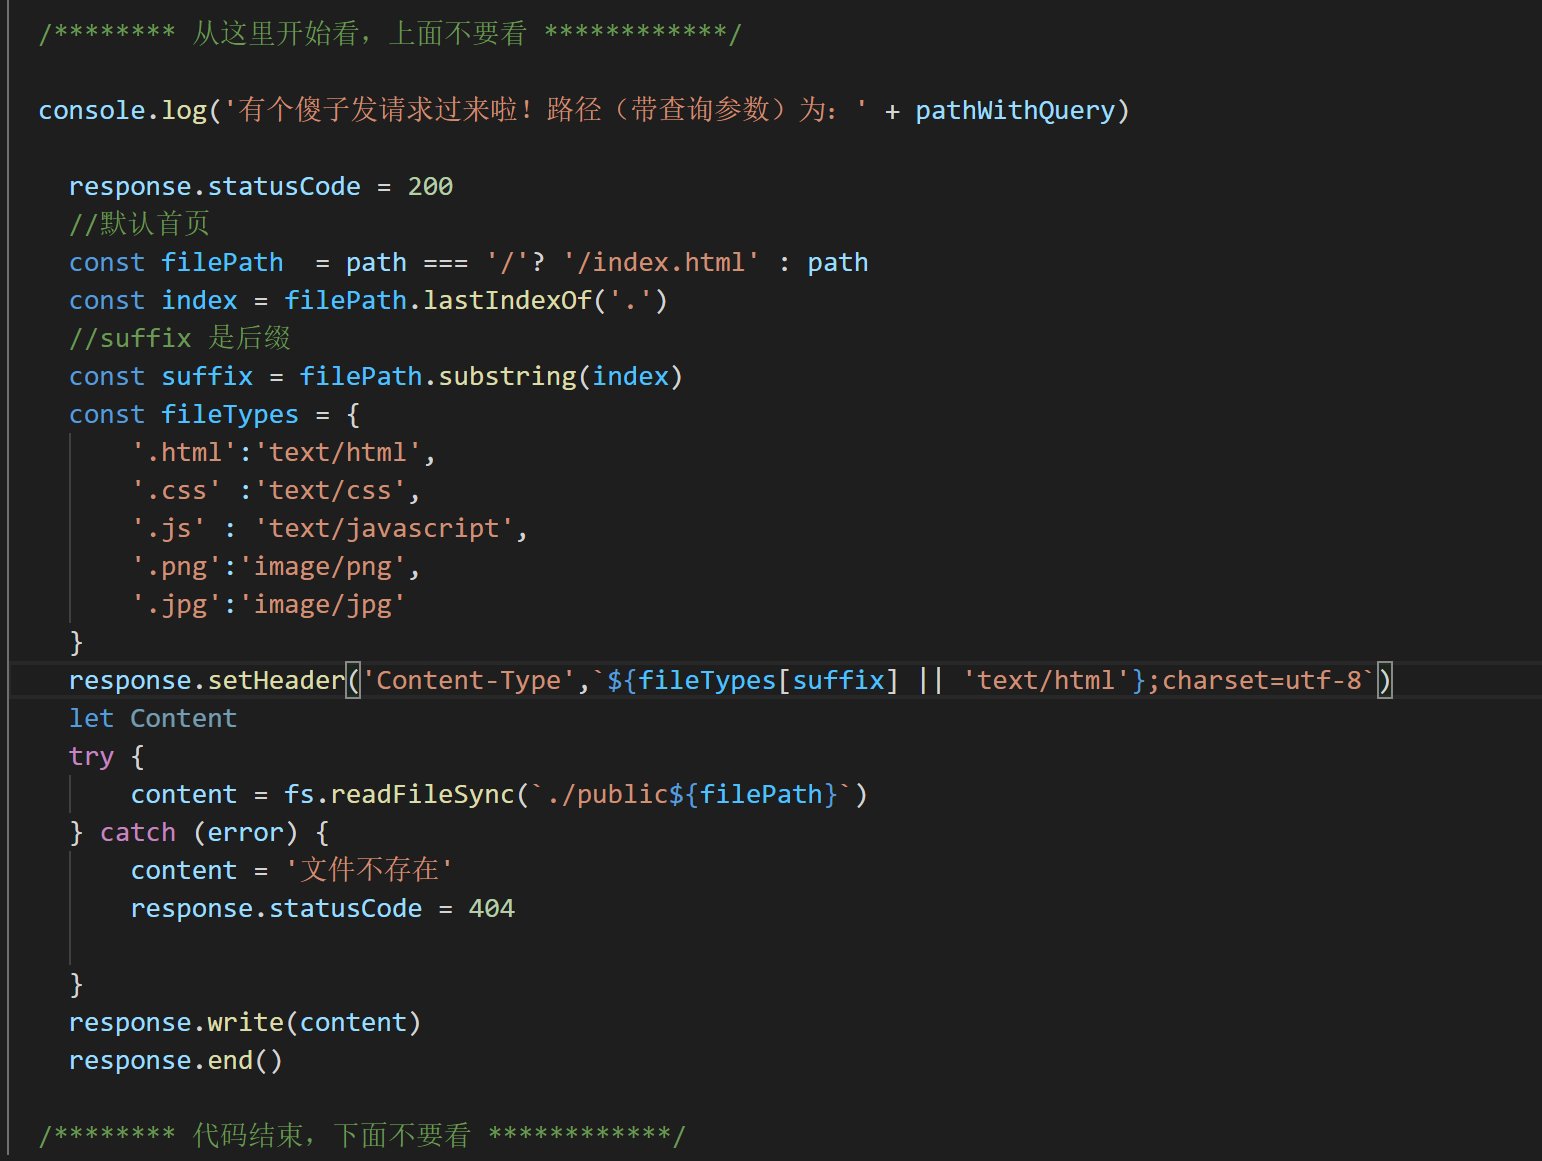 /******** 从这里开始看，上面不要看 ************/
console.log('有个傻子发请求过来啦！路径（带查询参数）为：' + pathWithQuery)
response.statusCode = 200
//默认首页
const filePath  = path === '/'? '/index.html' : path
const index = filePath.lastIndexOf('.')
//suffix 是后缀
const suffix = filePath.substring(index)
const fileTypes = {
'.html':'text/html',
'.css' :'text/css',
'.js' : 'text/javascript',
'.png':'image/png',
'.jpg':'image/jpg'
}
response.setHeader('Content-Type',`${fileTypes[suffix] || 'text/html'};charset=utf-8`)
let Content
try {
content = fs.readFileSync(`./public${filePath}`)
} catch (error) {
content = '文件不存在'
response.statusCode = 404
}
response.write(content)
response.end()
/******** 代码结束，下面不要看 ************/